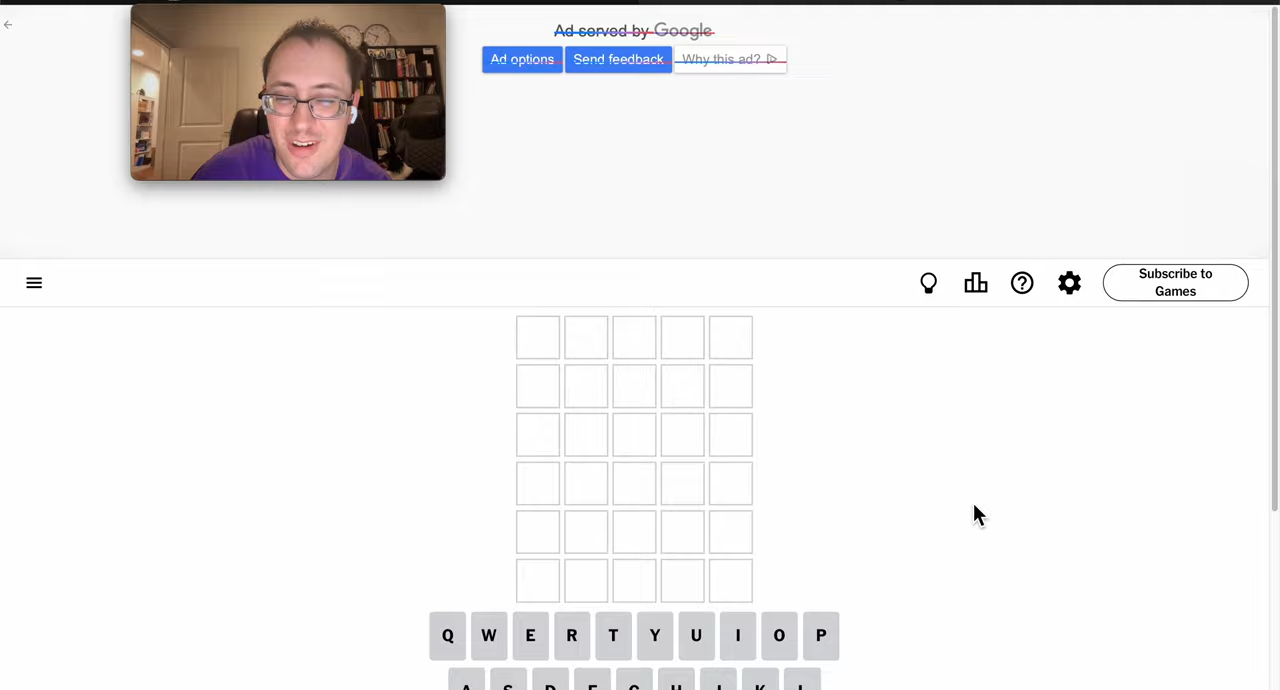 Ad served by Google
Ad options Send feedback Why this ad?
Subscribe to
Games
Q W E R T Y U I O P
A S D F G H J K L